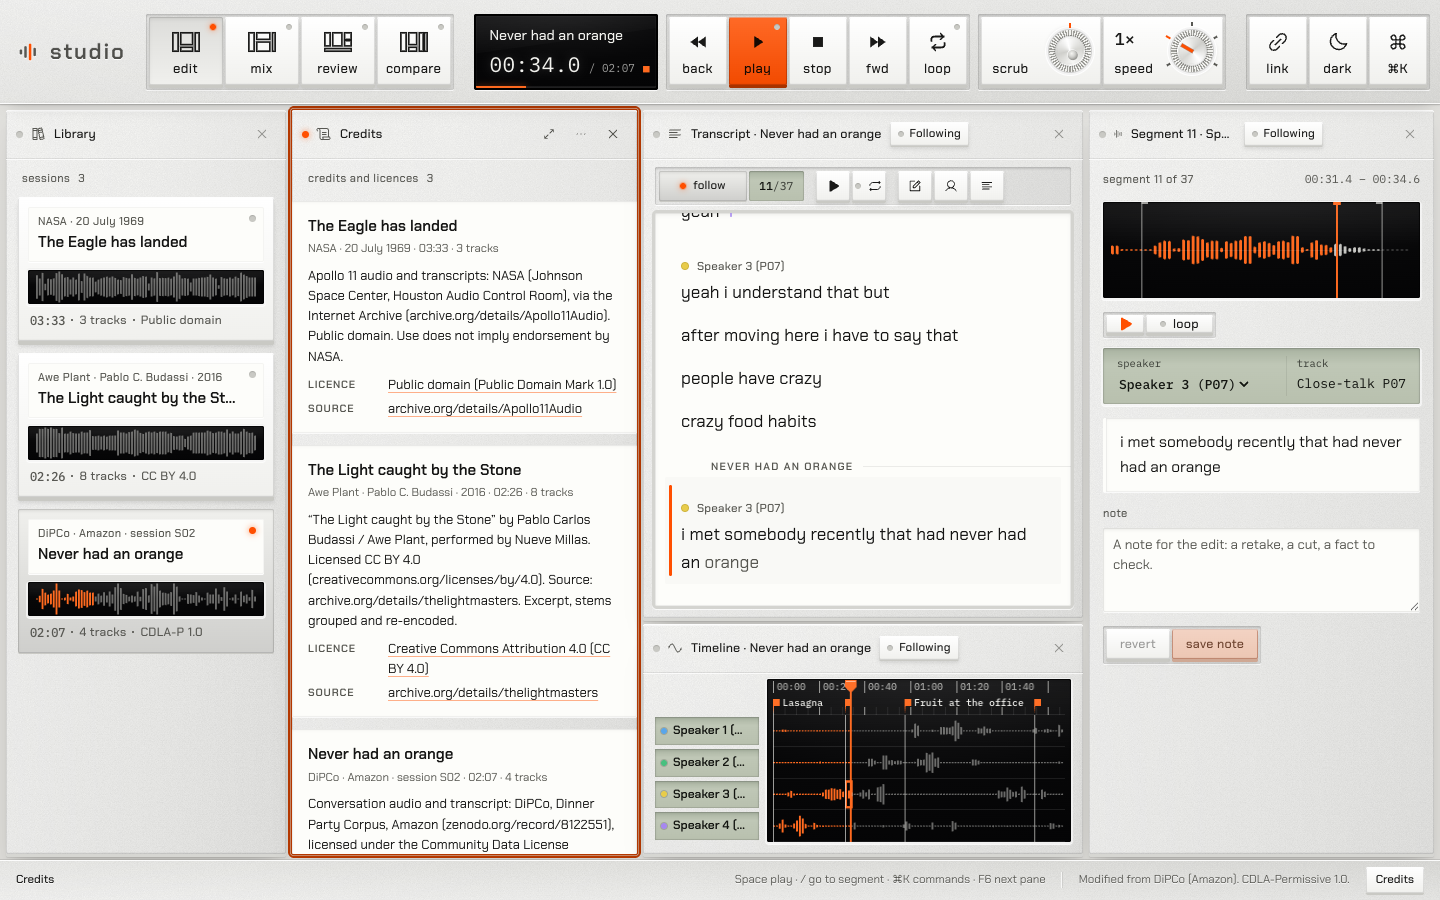 studio
edit
mix
review
compare
Never had an orange
00:34.0 / 02:07
back
play
stop
fwd
loop
scrub
1×
speed
link
dark
⌘
⌘K
Library
sessions 3
NASA · 20 July 1969
The Eagle has landed
03:33 · 3 tracks · Public domain
Awe Plant · Pablo C. Budassi · 2016
The Light caught by the St...
02:26 · 8 tracks · CC BY 4.0
DiPCo · Amazon · session S02
Never had an orange
02:07 · 4 tracks · CDLA-P 1.0
Credits
credits and licences 3
The Eagle has landed
NASA · 20 July 1969 · 03:33 · 3 tracks
Apollo 11 audio and transcripts: NASA (Johnson
Space Center, Houston Audio Control Room), via the
Internet Archive (archive.org/details/Apollo11Audio).
Public domain. Use does not imply endorsement by
NASA.
LICENCE Public domain (Public Domain Mark 1.0)
SOURCE archive.org/details/Apollo11Audio
The Light caught by the Stone
Awe Plant · Pablo C. Budassi · 2016 · 02:26 · 8 tracks
“The Light caught by the Stone” by Pablo Carlos
Budassi / Awe Plant, performed by Nueve Millas.
Licensed CC BY 4.0
(creativecommons.org/licenses/by/4.0). Source:
archive.org/details/thelightmasters. Excerpt, stems
grouped and re-encoded.
LICENCE Creative Commons Attribution 4.0 (CC
BY 4.0)
SOURCE archive.org/details/thelightmasters
Never had an orange
DiPCo · Amazon · session S02 · 02:07 · 4 tracks
Conversation audio and transcript: DiPCo, Dinner
Party Corpus, Amazon (zenodo.org/record/8122551),
licensed under the Community Data License
Transcript · Never had an orange
Following
follow
11/37
yeah i
Speaker 3 (P07)
yeah i understand that but
after moving here i have to say that
people have crazy
crazy food habits
NEVER HAD AN ORANGE
Speaker 3 (P07)
i met somebody recently that had never had
an orange
Timeline · Never had an orange
Following
00:00 00:2 00:40 01:00 01:20 01:40
Lasagna
Fruit at the office
Speaker 1 (...
Speaker 2 (...
Speaker 3 (...
Speaker 4 (...
Segment 11 · Sp...
Following
segment 11 of 37
00:31.4 – 00:34.6
loop
speaker
Speaker 3 (P07)
track
Close-talk P07
i met somebody recently that had never
had an orange
note
A note for the edit: a retake, a cut, a fact to
check.
revert
save note
Credits
Space play · / go to segment · ⌘K commands · F6 next pane
Modified from DiPCo (Amazon). CDLA-Permissive 1.0.
Credits